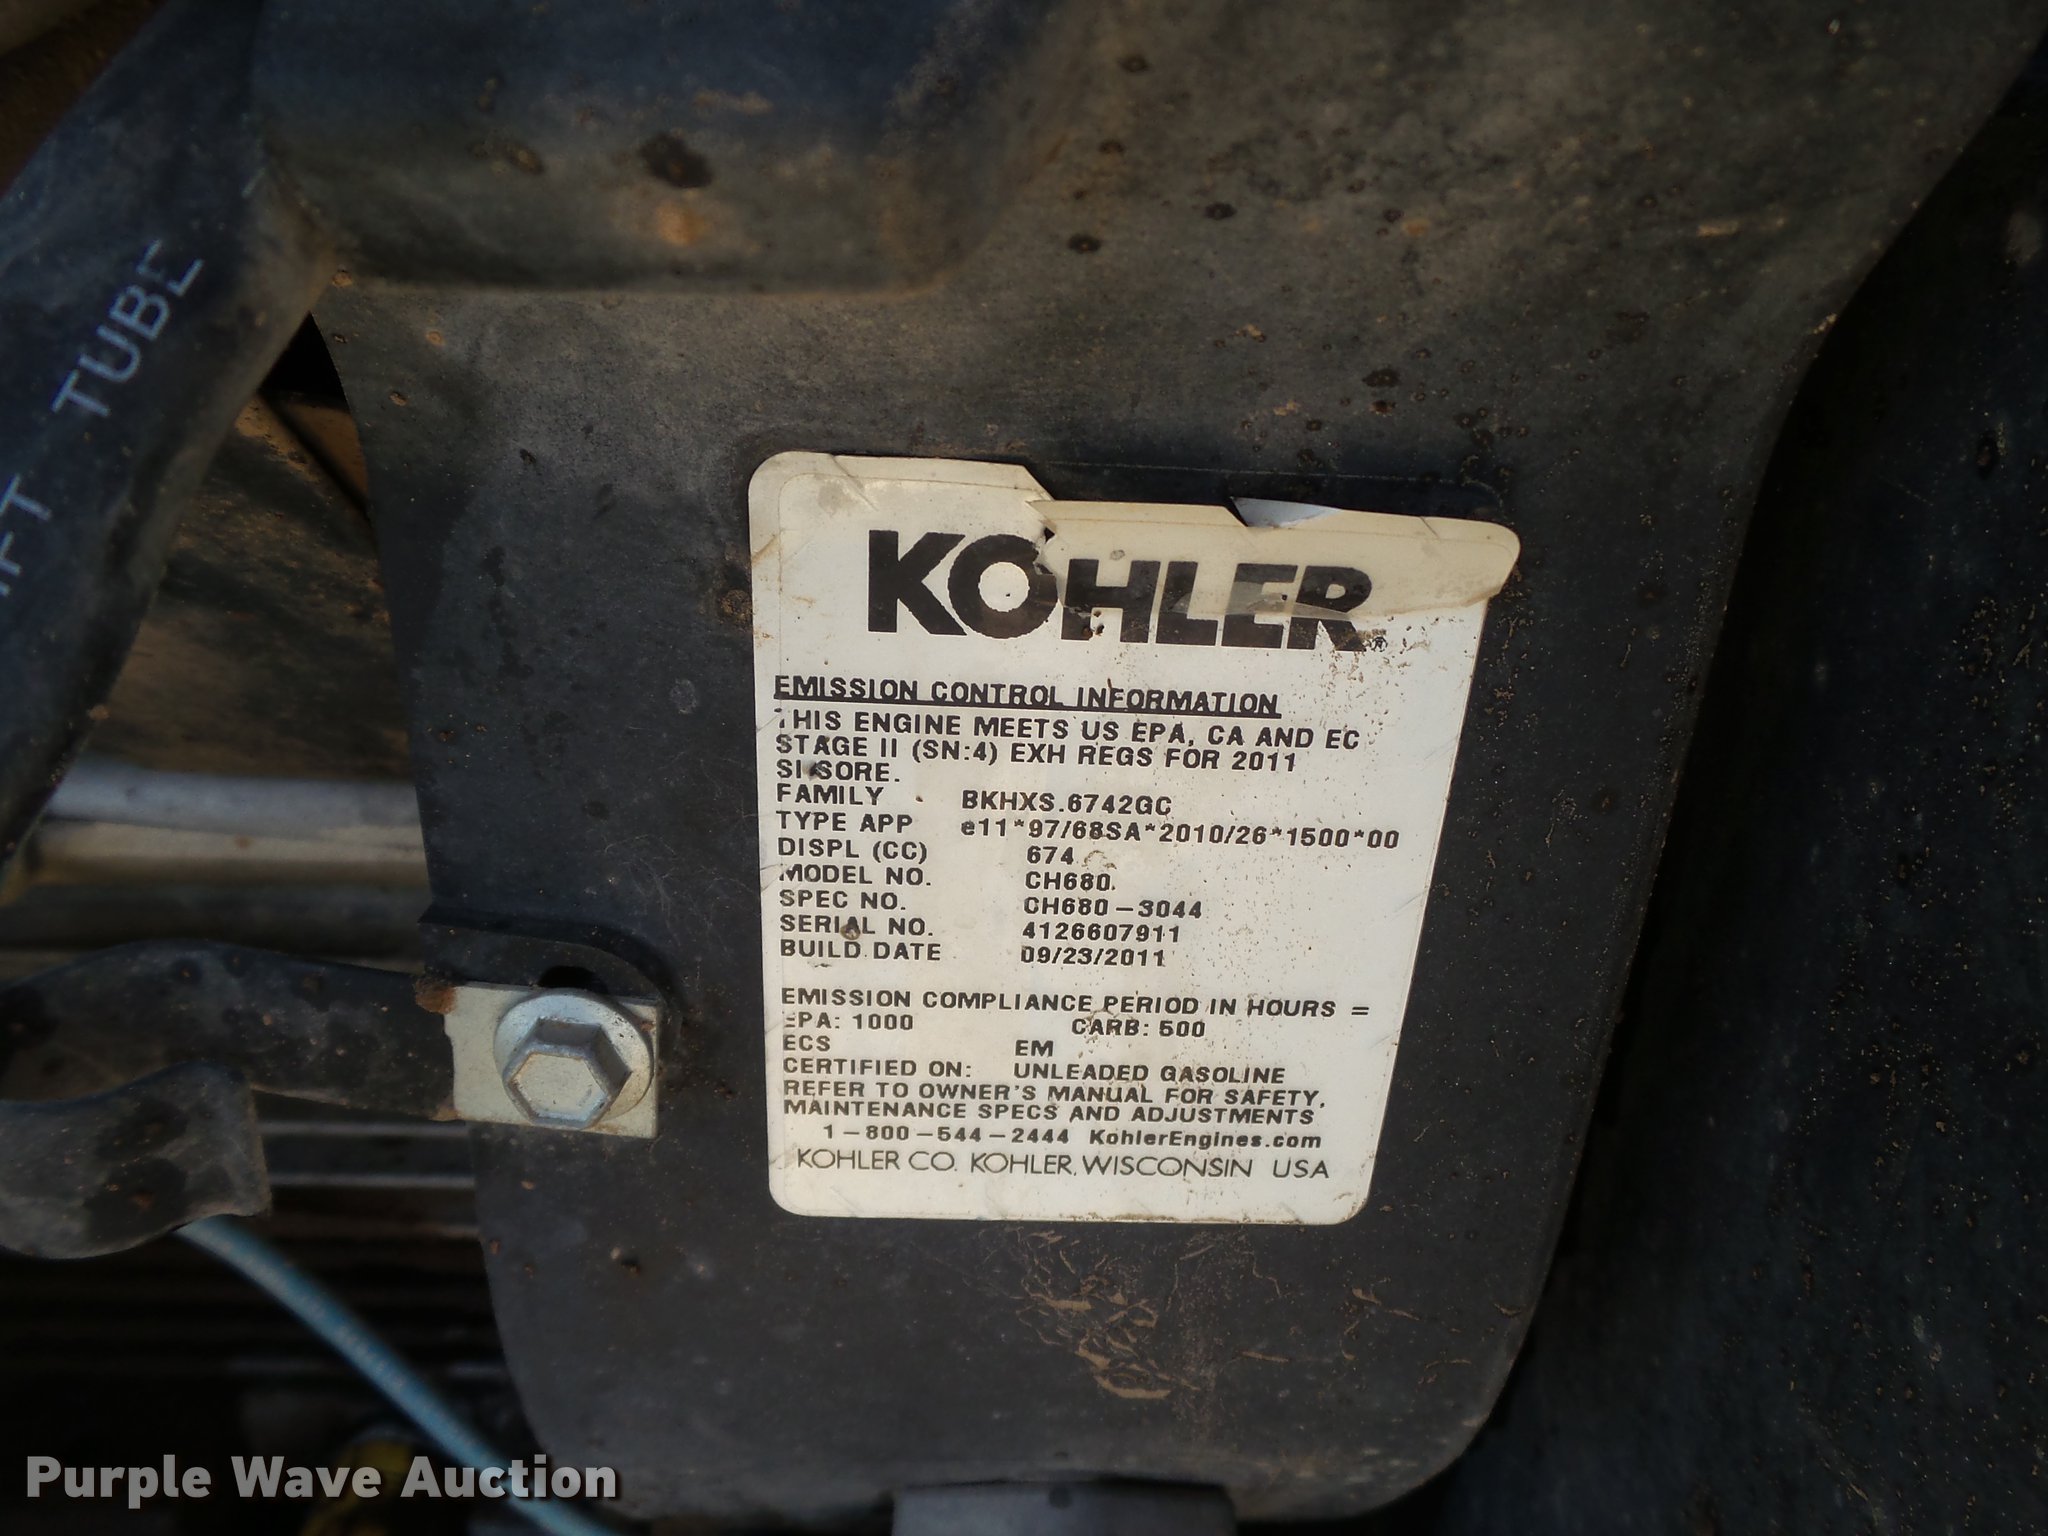 TUBE
KOHLER
EMISSION CONTROL INFORMATION
THIS ENGINE MEETS US EPA, CA AND EC
STAGE II (SN:4) EXH REGS FOR 2011
SI SORE.
FAMILY BKHXS.6742GC
TYPE APP e11*97/68SA*2010/26*1500*00
DISPL (CC) 674
MODEL NO. CH680
SPEC NO. CH680-3044
SERIAL NO. 4126607911
BUILD DATE 09/23/2011
EMISSION COMPLIANCE PERIOD IN HOURS =
EPA: 1000 CARB: 500
ECS EM
CERTIFIED ON: UNLEADED GASOLINE
REFER TO OWNER'S MANUAL FOR SAFETY,
MAINTENANCE SPECS AND ADJUSTMENTS
1-800-544-2444 KohlerEngines.com
KOHLER CO. KOHLER, WISCONSIN USA
Purple Wave Auction